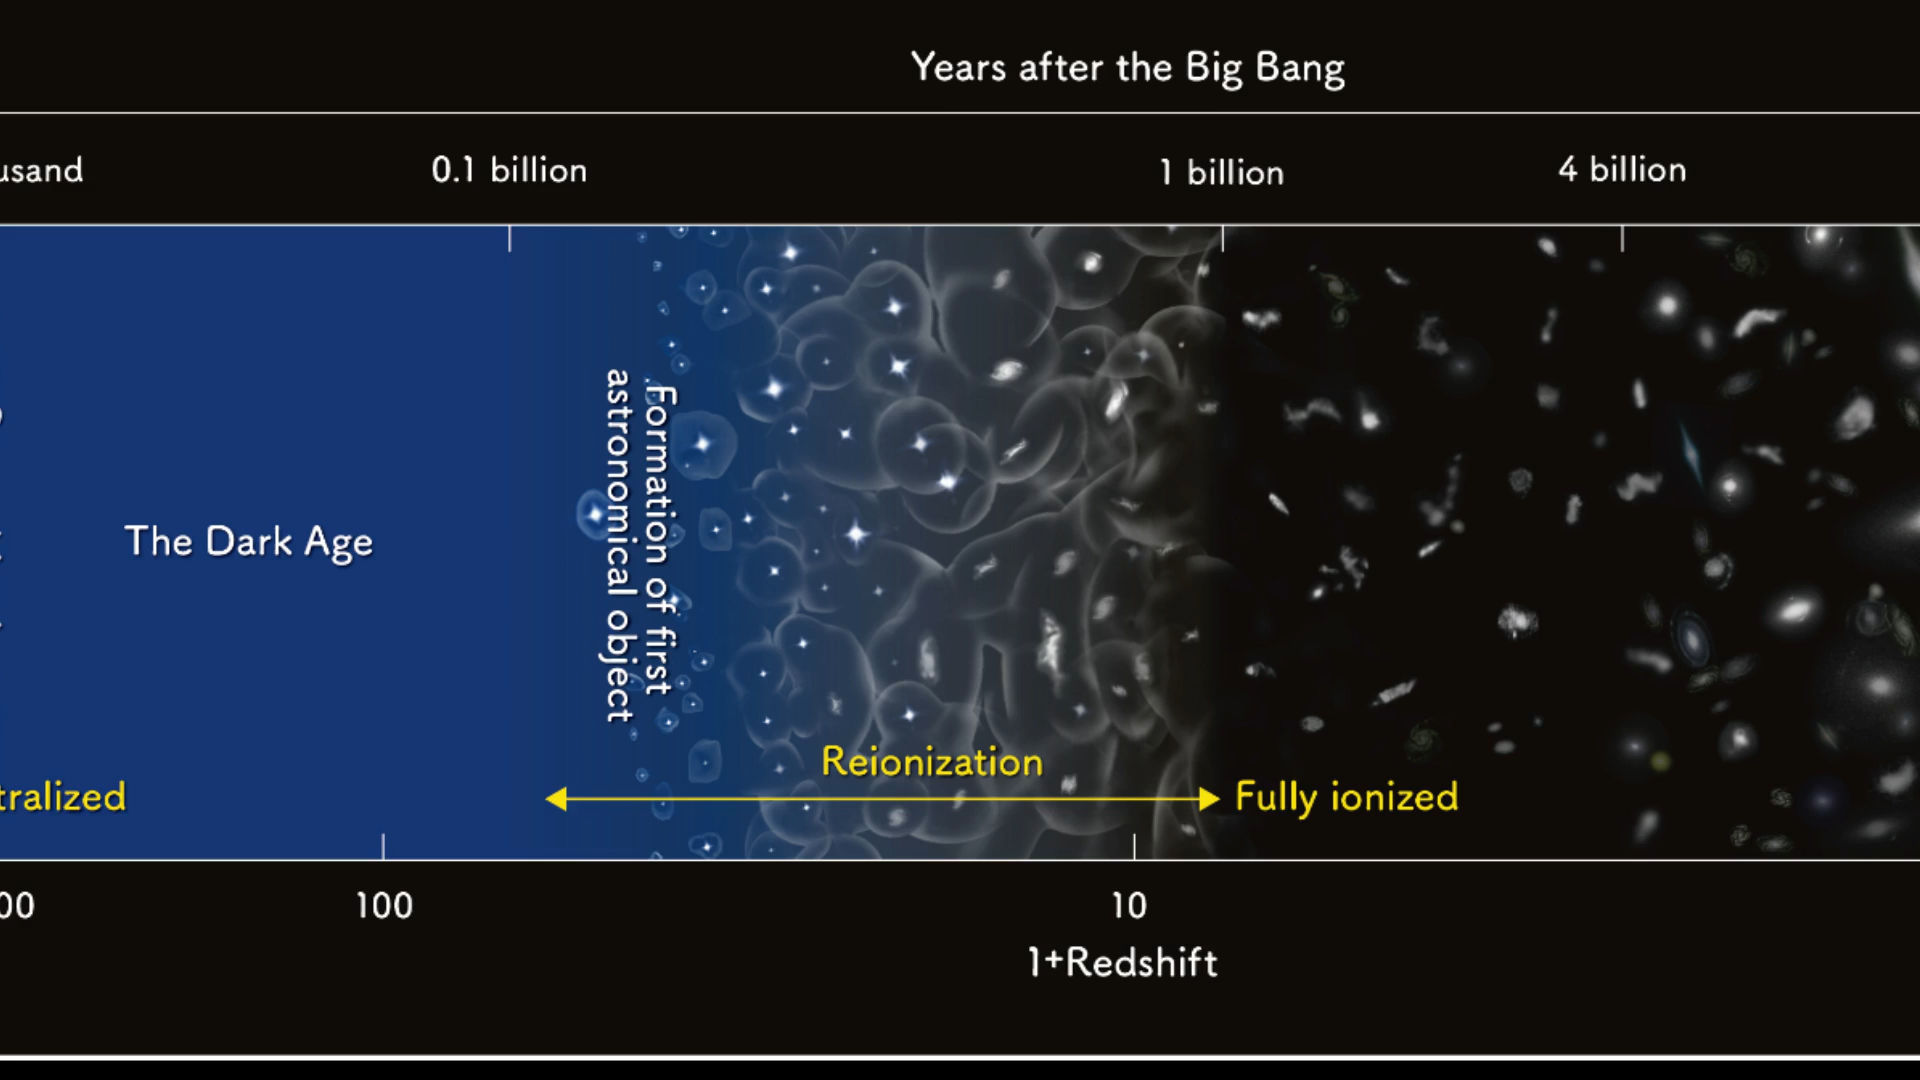 Years after the Big Bang
usand
0.1 billion
1 billion
4 billion
The Dark Age
Formation of first
astronomical object
Reionization
tralized
Fully ionized
00
100
10
1+Redshift